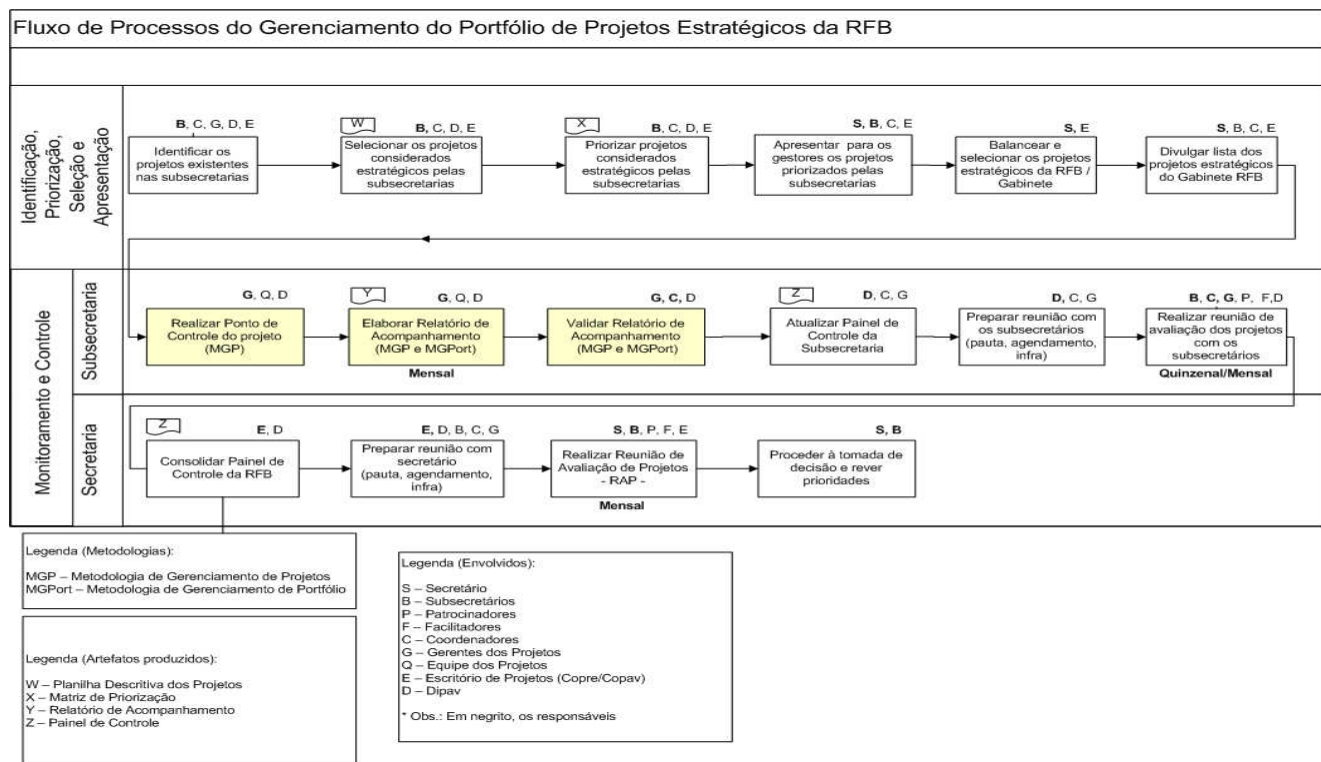 Fluxo de Processos do Gerenciamento do Portfólio de Projetos Estratégicos da RFB
Identificação,
Priorização,
Seleção e
Apresentação
B, C, G, D, E
Identificar os
projetos existentes
nas subsecretarias
W
B, C, D, E
Selecionar os projetos
considerados
estratégicos pelas
subsecretarias
X
B, C, D, E
Priorizar projetos
considerados
estratégicos pelas
subsecretarias
S, B, C, E
Apresentar para os
gestores os projetos
priorizados pelas
subsecretarias
S, E
Balancear e
selecionar os projetos
estratégicos da RFB /
Gabinete
S, B, C, E
Divulgar lista dos
projetos estratégicos
do Gabinete RFB
Monitoramento e Controle
Subsecretaria
G, Q, D
Realizar Ponto de
Controle do projeto
(MGP)
Y
G, Q, D
Elaborar Relatório de
Acompanhamento
(MGP e MGPort)
Mensal
G, C, D
Validar Relatório de
Acompanhamento
(MGP e MGPort)
Z
D, C, G
Atualizar Painel de
Controle da
Subsecretaria
D, C, G
Preparar reunião com
os subsecretários
(pauta, agendamento,
infra)
B, C, G, P, F,D
Realizar reunião de
avaliação dos projetos
com os
subsecretários
Quinzenal/Mensal
Secretaria
Z
E, D
Consolidar Painel de
Controle da RFB
E, D, B, C, G
Preparar reunião com
secretário
(pauta, agendamento,
infra)
S, B, P, F, E
Realizar Reunião de
Avaliação de Projetos
- RAP -
Mensal
S, B
Proceder à tomada de
decisão e rever
prioridades
Legenda (Metodologias):
MGP – Metodologia de Gerenciamento de Projetos
MGPort – Metodologia de Gerenciamento de Portfólio
Legenda (Artefatos produzidos):
W – Planilha Descritiva dos Projetos
X – Matriz de Priorização
Y – Relatório de Acompanhamento
Z – Painel de Controle
Legenda (Envolvidos):
S – Secretário
B – Subsecretários
P – Patrocinadores
F – Facilitadores
C – Coordenadores
G – Gerentes dos Projetos
Q – Equipe dos Projetos
E – Escritório de Projetos (Copre/Copav)
D – Dipav
* Obs.: Em negrito, os responsáveis